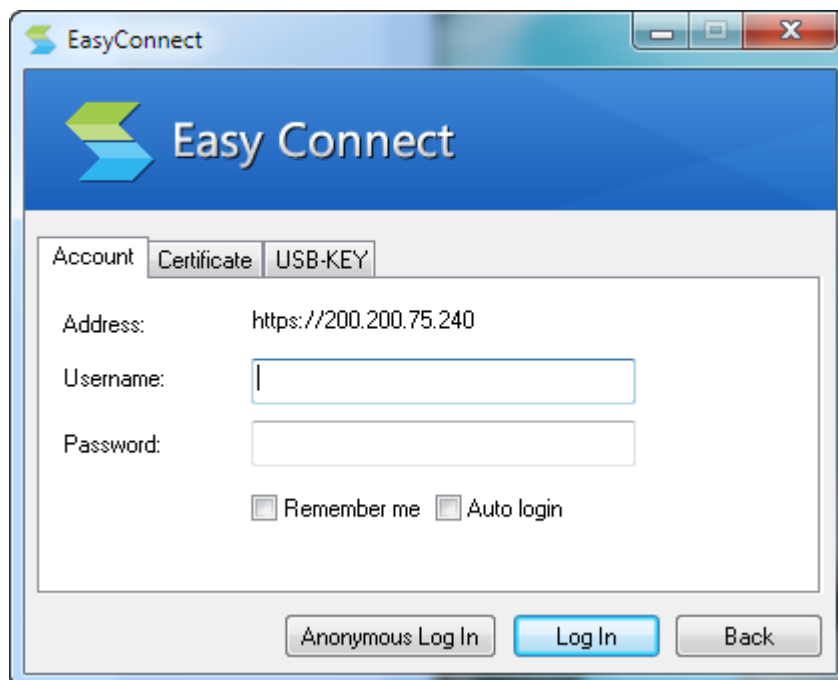 EasyConnect
Easy Connect
Account Certificate USB-KEY
Address: https://200.200.75.240
Username:
Password:
Remember me Auto login
Anonymous Log In Log In Back